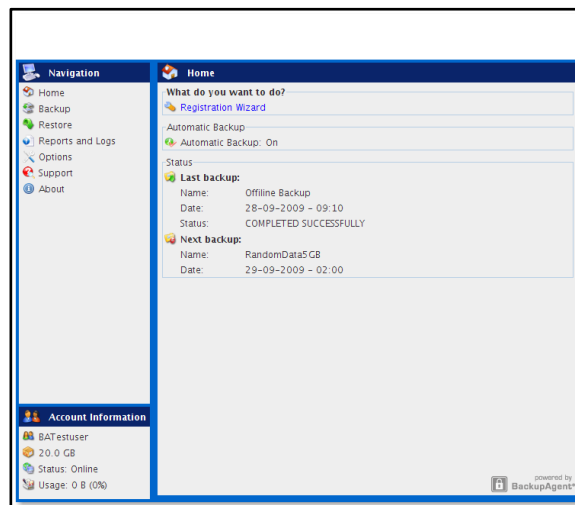 Navigation
Home
Backup
Restore
Reports and Logs
Options
Support
About
Account Information
BATestuser
20.0 GB
Status: Online
Usage: 0 B (0%)
Home
What do you want to do?
Registration Wizard
Automatic Backup
Automatic Backup: On
Status
Last backup:
Name: Offiline Backup
Date: 28-09-2009 - 09:10
Status: COMPLETED SUCCESSFULLY
Next backup:
Name: RandomData5GB
Date: 29-09-2009 - 02:00
powered by
BackupAgent